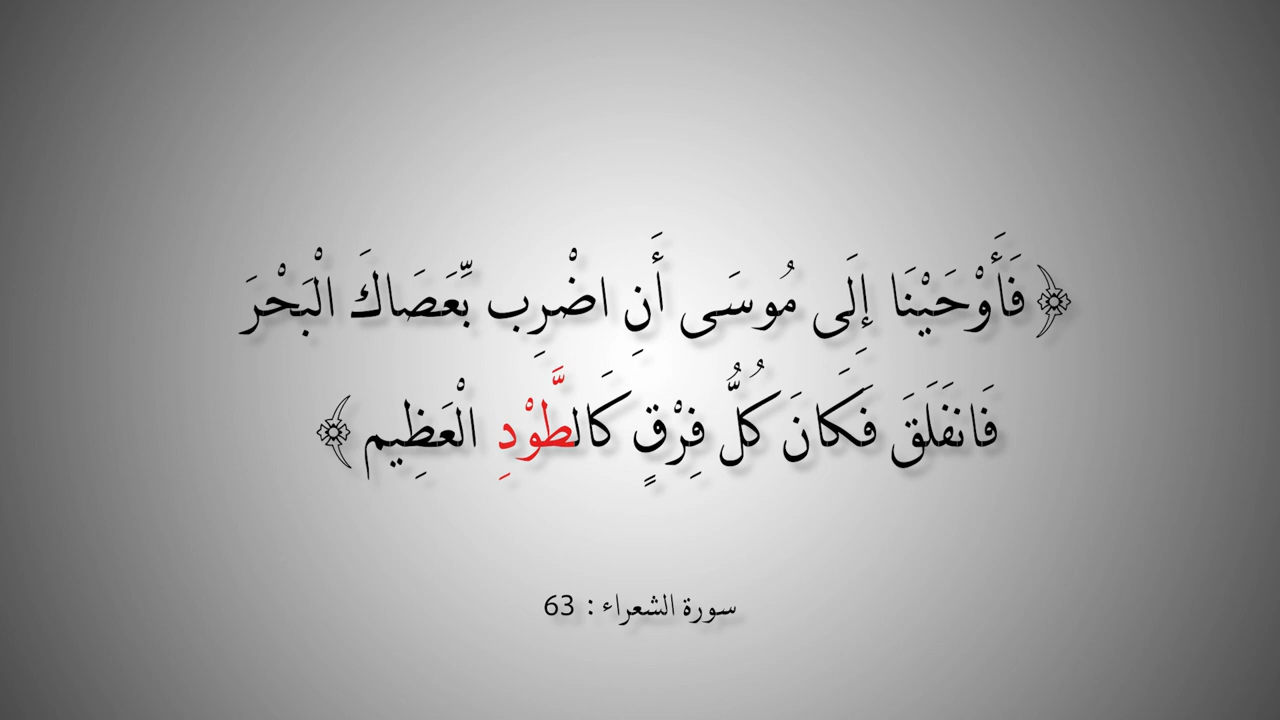 ﴿فَأَوْحَيْنَا إِلَى مُوسَى أَنِ اضْرِب بِّعَصَاكَ الْبَحْرَ
فَانفَلَقَ فَكَانَ كُلُّ فِرْقٍ كَالطَّوْدِ الْعَظِيم﴾
سورة الشعراء : 63